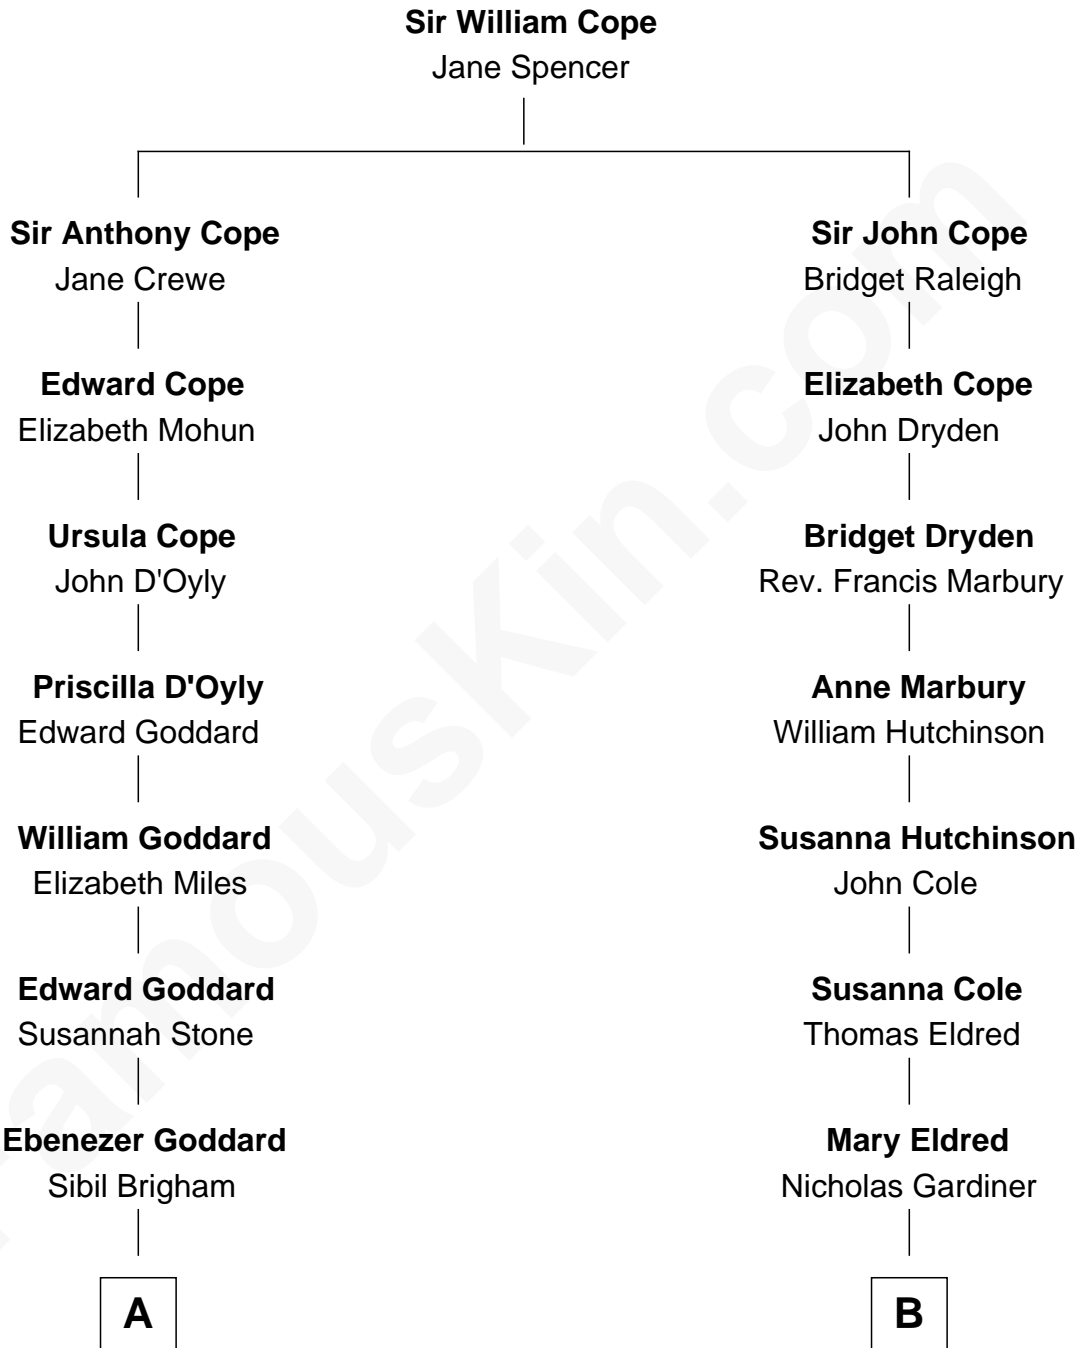 Sir William Cope
Jane Spencer
Sir Anthony Cope
Jane Crewe
Edward Cope
Elizabeth Mohun
Ursula Cope
John D'Oyly
Priscilla D'Oyly
Edward Goddard
William Goddard
Elizabeth Miles
Edward Goddard
Susannah Stone
Ebenezer Goddard
Sibil Brigham
A
Sir John Cope
Bridget Raleigh
Elizabeth Cope
John Dryden
Bridget Dryden
Rev. Francis Marbury
Anne Marbury
William Hutchinson
Susanna Hutchinson
John Cole
Susanna Cole
Thomas Eldred
Mary Eldred
Nicholas Gardiner
B
FamousKin.com